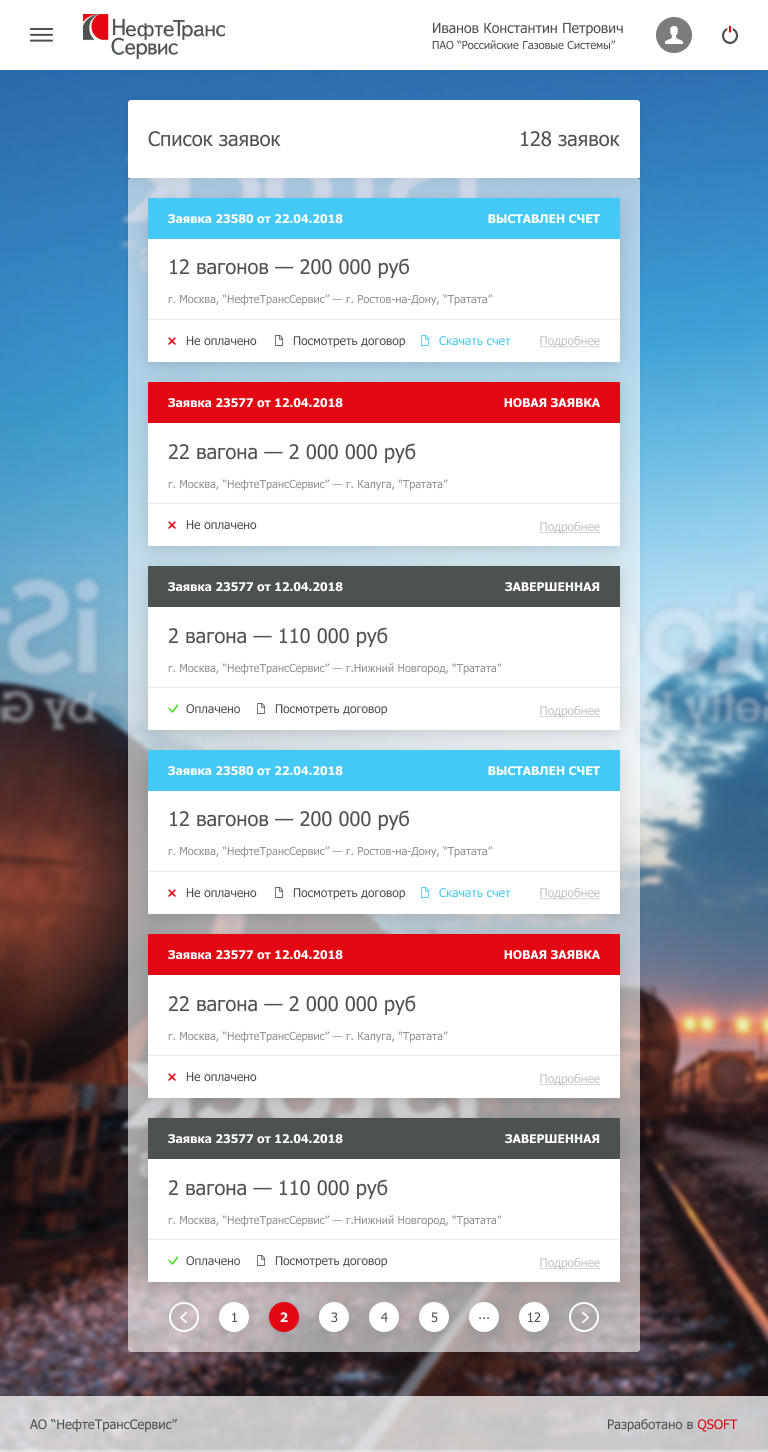 НефтеТранс
Сервис
Иванов Константин Петрович
ПАО “Российские Газовые Системы”
Список заявок
128 заявок
Заявка 23580 от 22.04.2018
ВЫСТАВЛЕН СЧЕТ
12 вагонов — 200 000 руб
г. Москва, “НефтеТрансСервис” — г. Ростов-на-Дону, “Тратата”
Не оплачено Посмотреть договор Скачать счет Подробнее
Заявка 23577 от 12.04.2018
НОВАЯ ЗАЯВКА
22 вагона — 2 000 000 руб
г. Москва, “НефтеТрансСервис” — г. Калуга, “Тратата”
Не оплачено Подробнее
Заявка 23577 от 12.04.2018
ЗАВЕРШЕННАЯ
2 вагона — 110 000 руб
г. Москва, “НефтеТрансСервис” — г.Нижний Новгород, “Тратата”
Оплачено Посмотреть договор Подробнее
Заявка 23580 от 22.04.2018
ВЫСТАВЛЕН СЧЕТ
12 вагонов — 200 000 руб
г. Москва, “НефтеТрансСервис” — г. Ростов-на-Дону, “Тратата”
Не оплачено Посмотреть договор Скачать счет Подробнее
Заявка 23577 от 12.04.2018
НОВАЯ ЗАЯВКА
22 вагона — 2 000 000 руб
г. Москва, “НефтеТрансСервис” — г. Калуга, “Тратата”
Не оплачено Подробнее
Заявка 23577 от 12.04.2018
ЗАВЕРШЕННАЯ
2 вагона — 110 000 руб
г. Москва, “НефтеТрансСервис” — г.Нижний Новгород, “Тратата”
Оплачено Посмотреть договор Подробнее
1 2 3 4 5 ... 12
АО “НефтеТрансСервис”
Разработано в QSOFT